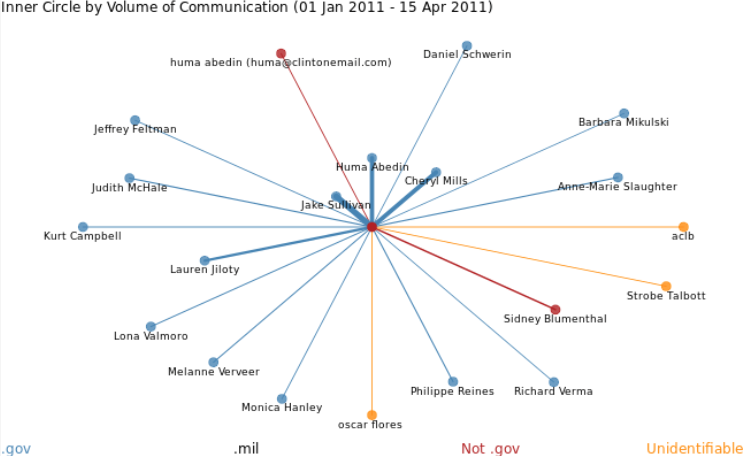 Inner Circle by Volume of Communication (01 Jan 2011 - 15 Apr 2011)
Daniel Schwerin
huma abedin (huma@clintonemail.com)
Barbara Mikulski
Jeffrey Feltman
Huma Abedin
Cheryl Mills
Anne-Marie Slaughter
Judith McHale
Jake Sullivan
Kurt Campbell
aclb
Lauren Jiloty
Strobe Talbott
Sidney Blumenthal
Lona Valmoro
Melanne Verveer
Philippe Reines
Richard Verma
Monica Hanley
oscar flores
.gov
.mil
Not .gov
Unidentifiable